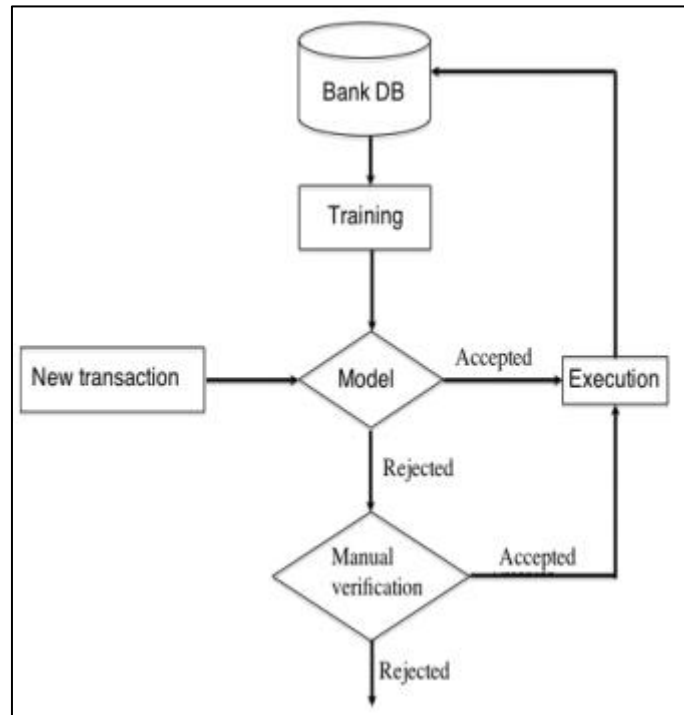 Bank DB
Training
New transaction
Model
Accepted
Execution
Rejected
Manual
verification
Accepted
Rejected